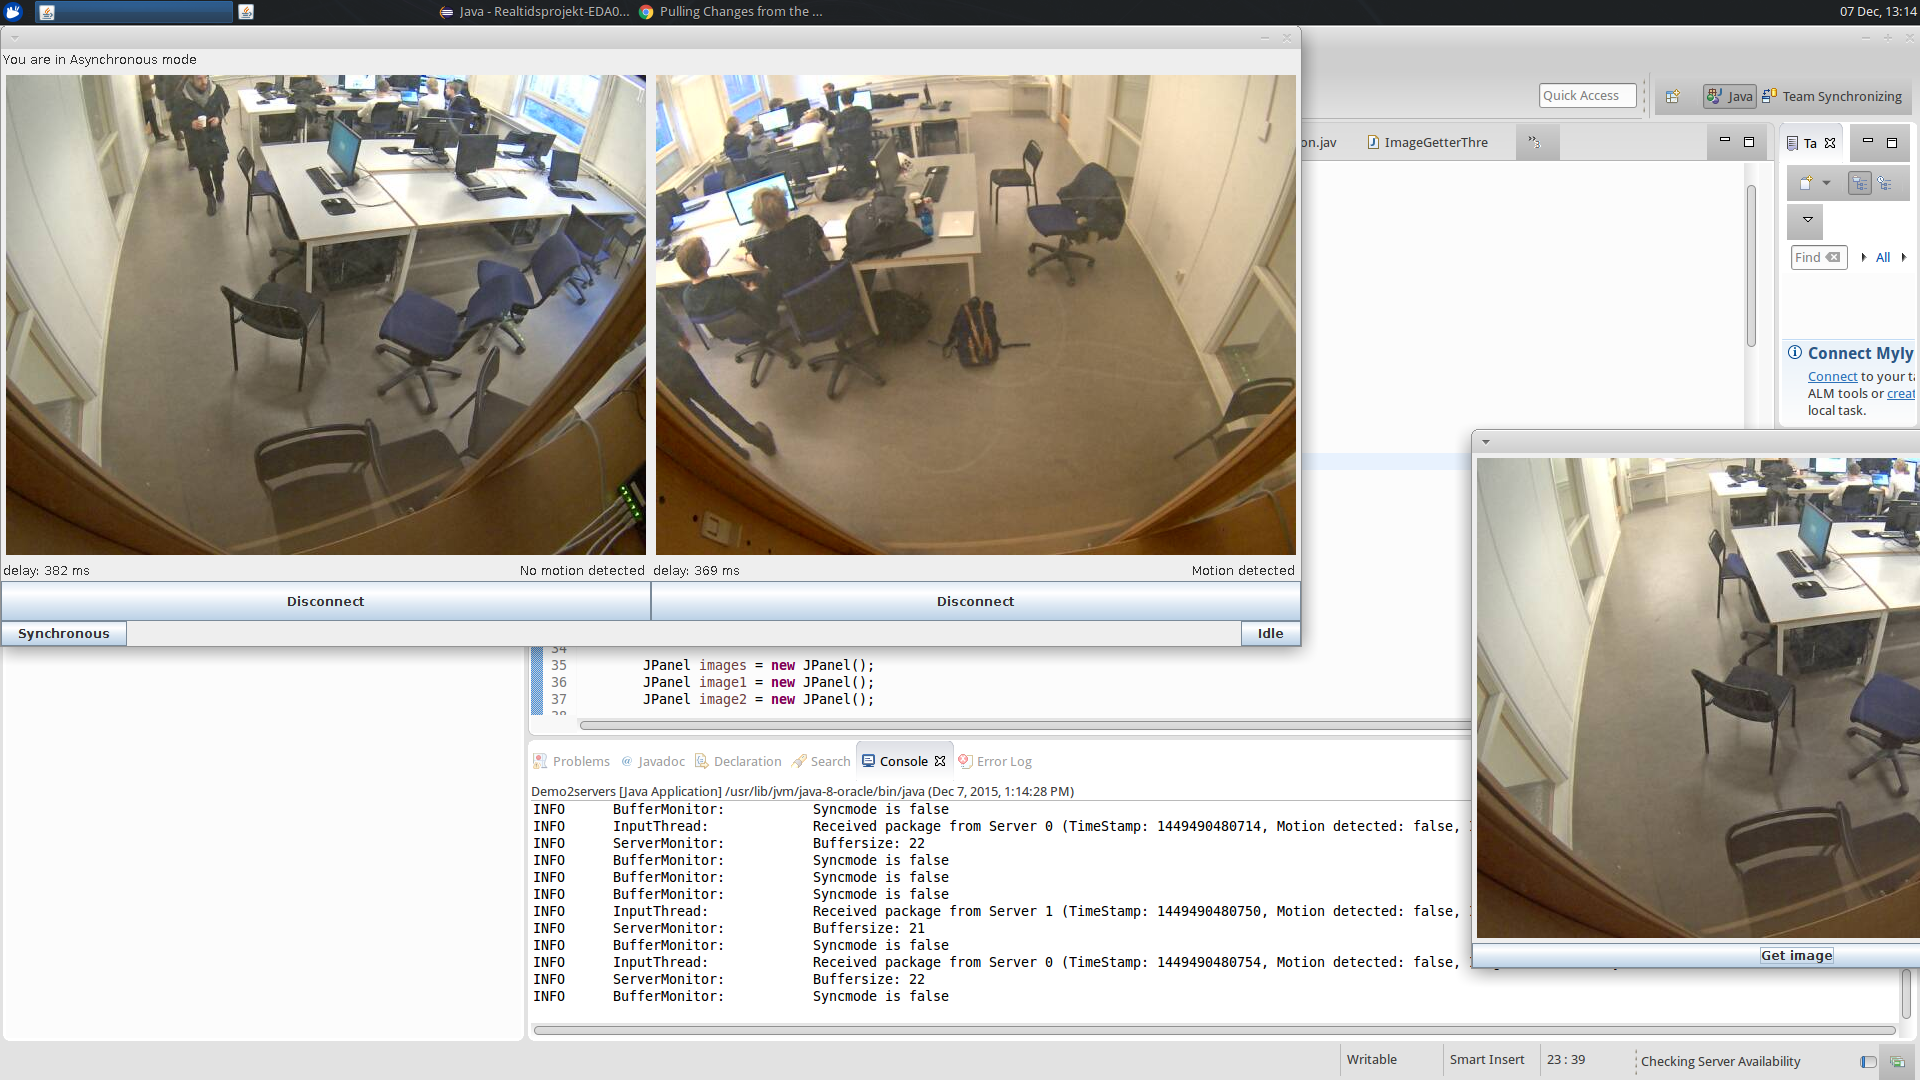 Java - Realtidsprojekt-EDA0...
Pulling Changes from the ...
07 Dec, 13:14
You are in Asynchronous mode
Quick Access
Java
Team Synchronizing
on.jav
ImageGetterThre
3
Ta
Find
All
Connect Myly
Connect to your ta
ALM tools or creat
local task.
delay: 382 ms
No motion detected
delay: 369 ms
Motion detected
Disconnect
Disconnect
Synchronous
Idle
34
35 JPanel images = new JPanel();
36 JPanel image1 = new JPanel();
37 JPanel image2 = new JPanel();
38
Problems
@ Javadoc
Declaration
Search
Console
Error Log
Demo2servers [Java Application] /usr/lib/jvm/java-8-oracle/bin/java (Dec 7, 2015, 1:14:28 PM)
INFO BufferMonitor: Syncmode is false
INFO InputThread: Received package from Server 0 (TimeStamp: 1449490480714, Motion detected: false,
INFO ServerMonitor: Buffersize: 22
INFO BufferMonitor: Syncmode is false
INFO BufferMonitor: Syncmode is false
INFO BufferMonitor: Syncmode is false
INFO InputThread: Received package from Server 1 (TimeStamp: 1449490480750, Motion detected: false,
INFO ServerMonitor: Buffersize: 21
INFO BufferMonitor: Syncmode is false
INFO InputThread: Received package from Server 0 (TimeStamp: 1449490480754, Motion detected: false,
INFO ServerMonitor: Buffersize: 22
INFO BufferMonitor: Syncmode is false
Get image
Writable
Smart Insert
23 : 39
Checking Server Availability